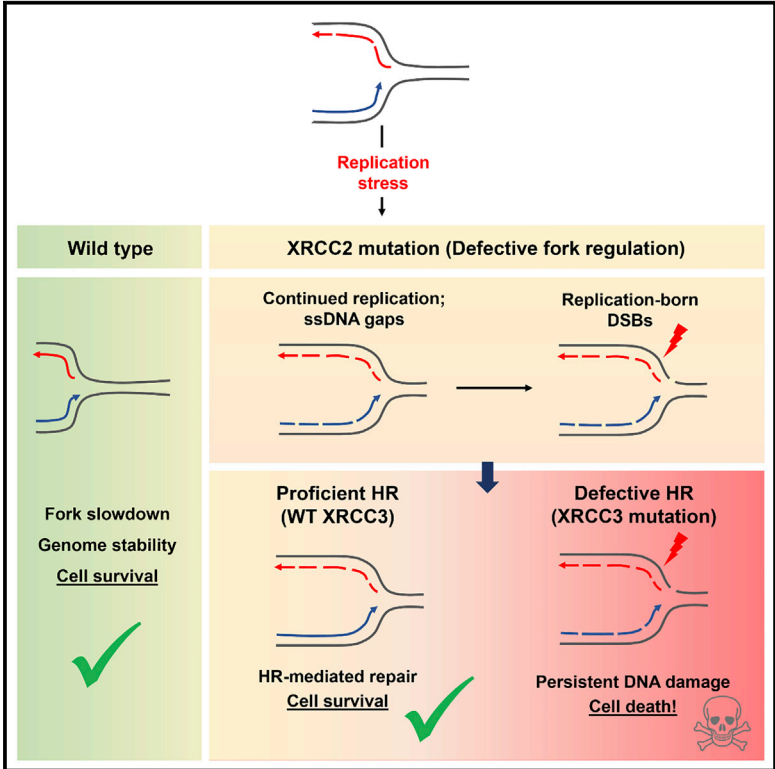 Replication
stress
Wild type
XRCC2 mutation (Defective fork regulation)
Continued replication;
ssDNA gaps
Replication-born
DSBs
Fork slowdown
Genome stability
Cell survival
Proficient HR
(WT XRCC3)
Defective HR
(XRCC3 mutation)
HR-mediated repair
Cell survival
Persistent DNA damage
Cell death!